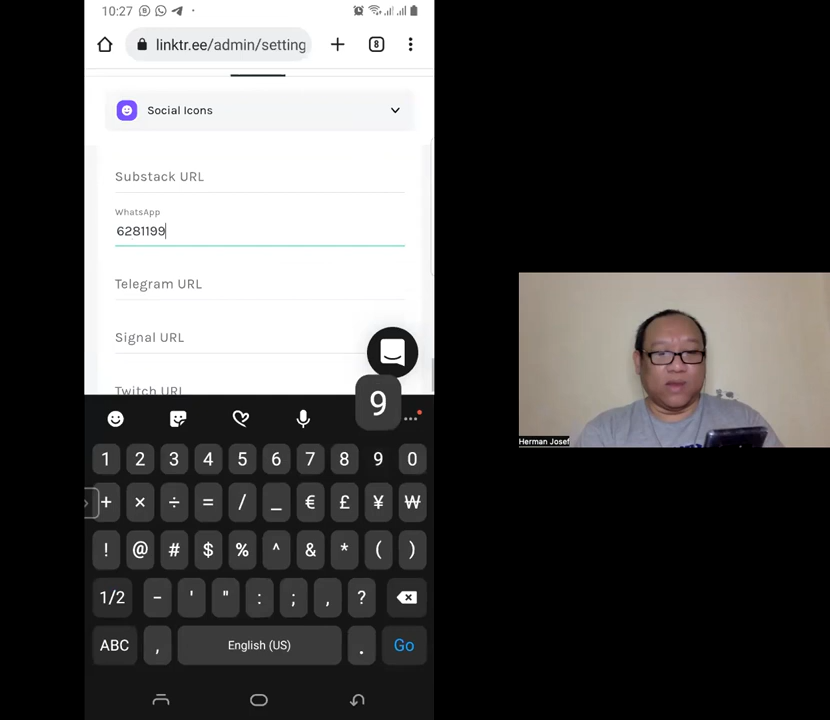 10:27
linktr.ee/admin/setting
8
Social Icons
Substack URL
WhatsApp
6281199
Telegram URL
Signal URL
Twitch URL
9
1 2 3 4 5 6 7 8 9 0
+ × ÷ = / _ € £ ¥ ₩
! @ # $ % ^ & * ( )
1/2 - ' " : ; , ?
ABC , English (US) . Go
Herman Josef